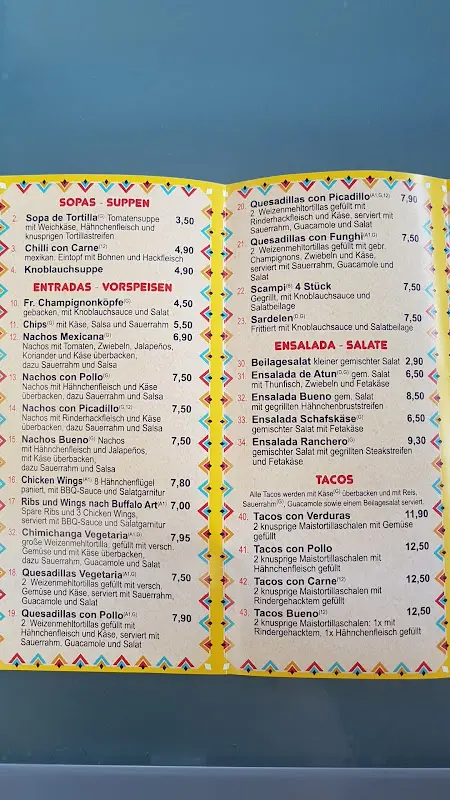 SOPAS - SUPPEN
2. Sopa de Tortilla(G) Tomatensuppe 3,50
mit Weichkäse, Hähnchenfleisch und
knusprigen Tortillastreifen
3. Chilli con Carne(12) 4,90
mexikan. Eintopf mit Bohnen und Hackfleisch
4. Knoblauchsuppe 4,90
ENTRADAS - VORSPEISEN
10. Fr. Champignonköpfe(G) 4,50
gebacken, mit Knoblauchsauce und Salat
11. Chips(G) mit Käse, Salsa und Sauerrahm 5,50
12. Nachos Mexicana(G) 6,90
Nachos mit Tomaten, Zwiebeln, Jalapeños,
Koriander und Käse überbacken,
dazu Sauerrahm und Salsa
13. Nachos con Pollo(G) 7,50
Nachos mit Hähnchenfleisch und Käse
überbacken, dazu Sauerrahm und Salsa
14. Nachos con Picadillo(G,12) 7,50
Nachos mit Rinderhackfleisch und Käse
überbacken, dazu Sauerrahm und Salsa
15. Nachos Bueno(G) Nachos 7,50
mit Hähnchenfleisch und Jalapeños,
mit Käse überbacken,
dazu Sauerrahm und Salsa
16. Chicken Wings(A1) 8 Hähnchenflügel 7,80
paniert, mit BBQ-Sauce und Salatgarnitur
17. Ribs und Wings nach Buffalo Art(A1) 7,00
Spare Ribs und 3 Chicken Wings,
serviert mit BBQ-Sauce und Salatgarnitur
32. Chimichanga Vegetaria(A1,G) 7,95
große Weizenmehltortilla, gefüllt mit versch.
Gemüse und mit Käse überbacken,
dazu Sauerrahm, Guacamole und Salat
18. Quesadillas Vegetaria(A1,G) 7,50
2 Weizenmehltortillas gefüllt mit versch.
Gemüse und Käse, serviert mit Sauerrahm,
Guacamole und Salat
19. Quesadillas con Pollo(A1,G) 7,90
2 Weizenmehltortillas gefüllt mit
Hähnchenfleisch und Käse, serviert mit
Sauerrahm, Guacamole und Salat
20. Quesadillas con Picadillo(A1,G,12) 7,90
2 Weizenmehltortillas gefüllt mit
Rinderhackfleisch und Käse, serviert mit
Sauerrahm, Guacamole und Salat
21. Quesadillas con Funghi(A1,G) 7,50
2 Weizenmehltortillas gefüllt mit gebr.
Champignons, Zwiebeln und Käse,
serviert mit Sauerrahm, Guacamole und
Salat
22. Scampi(B) 4 Stück 7,50
Gegrillt, mit Knoblauchsauce und
Salatbeilage
23. Sardelen(D,G) 7,50
Frittiert mit Knoblauchsauce und Salatbeilage
ENSALADA - SALATE
30 Beilagesalat kleiner gemischter Salat 2,90
31. Ensalada de Atun(D,G) gem. Salat 6,50
mit Thunfisch, Zwiebeln und Fetakäse
32. Ensalada Bueno gem. Salat 8,50
mit gegrillten Hähnchenbruststreifen
33. Ensalada Schafskäse(G) 6,50
gemischter Salat mit Fetakäse
34 Ensalada Ranchero(G) 9,30
gemischter Salat mit gegrillten Steakstreifen
und Fetakäse
TACOS
Alle Tacos werden mit Käse(G) überbacken und mit Reis,
Sauerrahm(G), Guacamole sowie einem Beilagesalat serviert.
40. Tacos con Verduras 11,90
2 knusprige Maistortillaschalen mit Gemüse
gefüllt
41. Tacos con Pollo 12,50
2 knusprige Maistortillaschalen mit
Hähnchenfleisch gefüllt
42. Tacos con Carne(12) 12,50
2 knusprige Maistortillaschalen mit
Rindergehacktem gefüllt
43. Tacos Bueno(12) 12,50
2 knusprige Maistortillaschalen: 1x mit
Rindergehacktem, 1x Hähnchenfleisch gefüllt